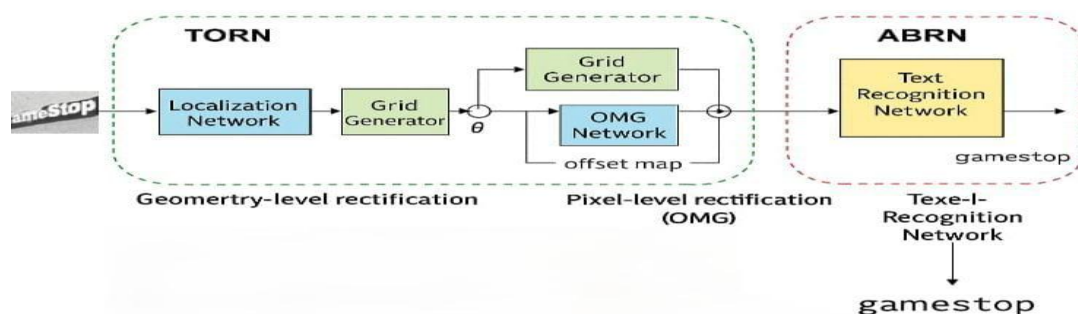 TORN
ABRN
GameStop
Localization
Network
Grid
Generator
θ
Grid
Generator
OMG
Network
offset map
Text
Recognition
Network
gamestop
Geomertry-level rectification
Pixel-level rectification
(OMG)
Texe-I-
Recognition
Network
gamestop